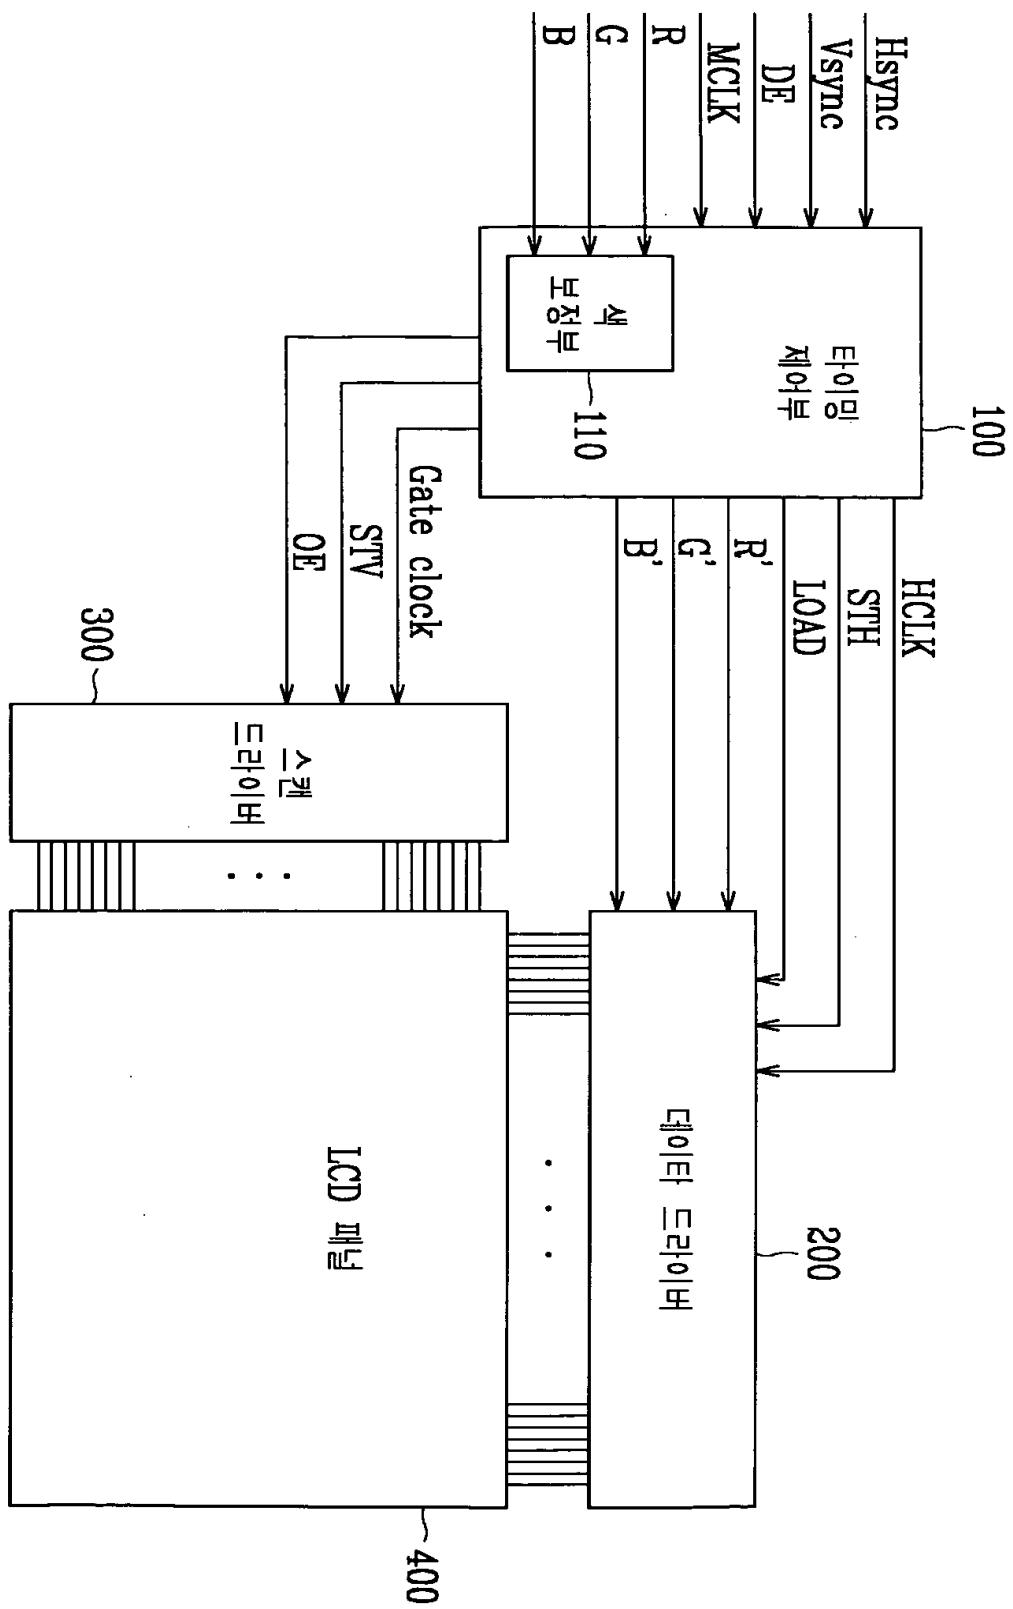 Hsync
Vsync
DE
MCLK
R
G
B
타이밍
제어부
100
색
보정부
110
HCLK
STH
LOAD
R'
G'
B'
Gate clock
STV
OE
데이타 드라이버
200
스캔
드라이버
300
LCD 패널
400